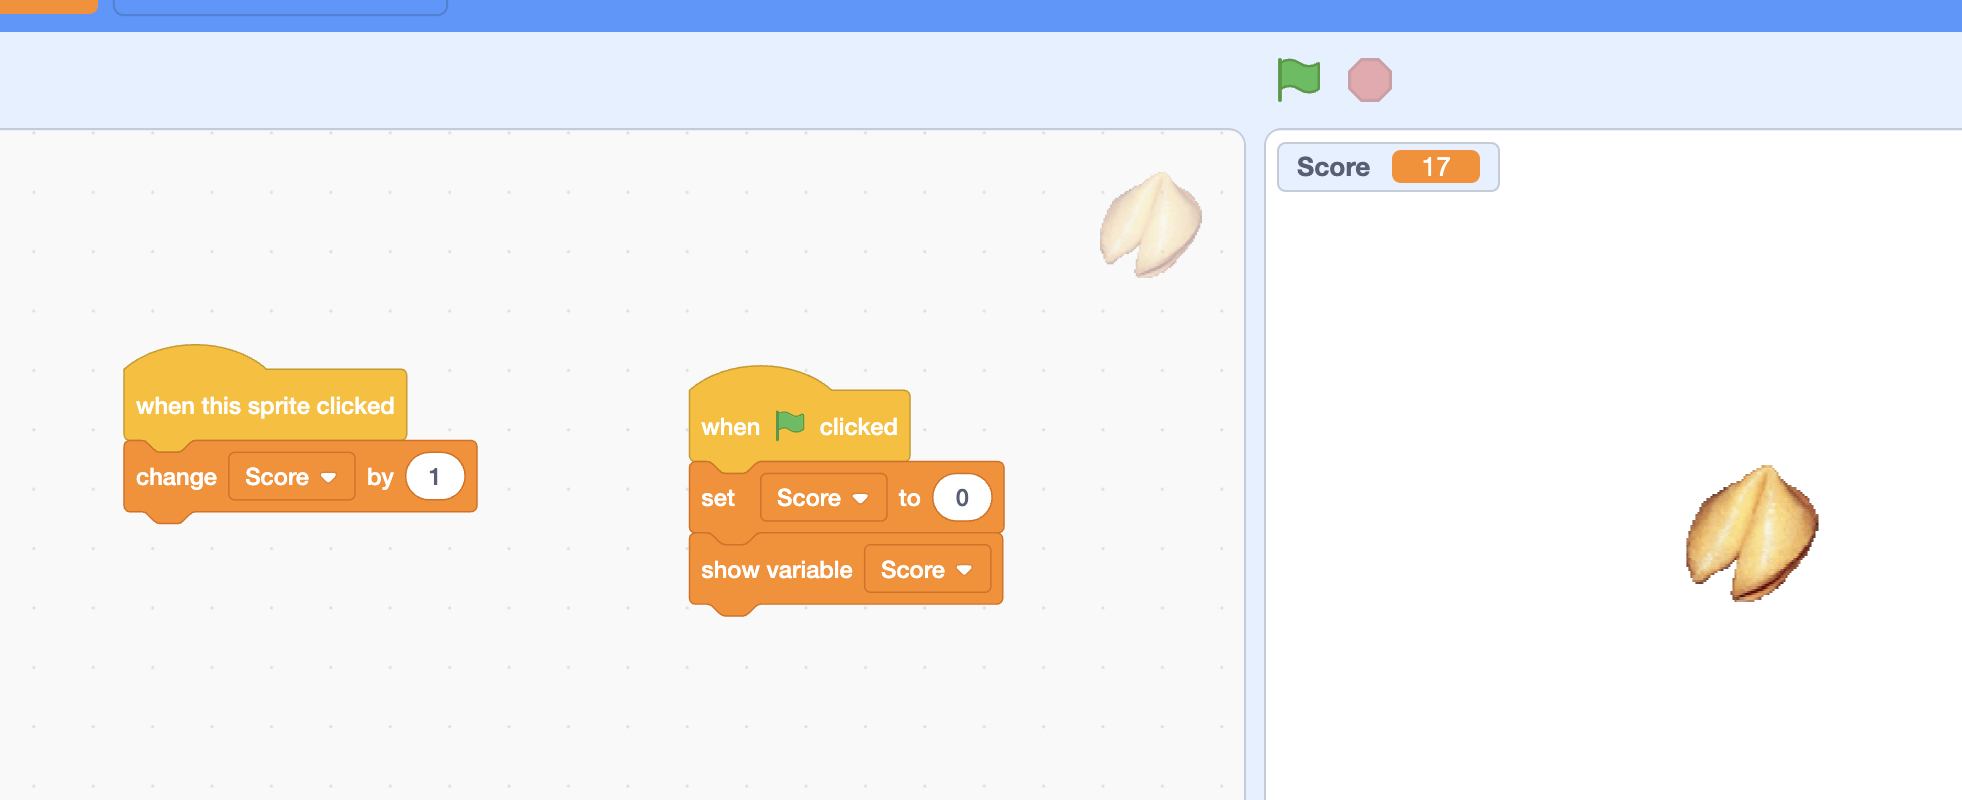 Score 17
when this sprite clicked
change Score by 1
when clicked
set Score to 0
show variable Score